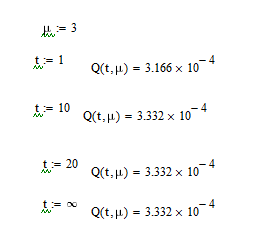 μ := 3
t := 1 Q(t,μ) = 3.166 × 10⁻⁴
t := 10 Q(t,μ) = 3.332 × 10⁻⁴
t := 20 Q(t,μ) = 3.332 × 10⁻⁴
t := ∞ Q(t,μ) = 3.332 × 10⁻⁴